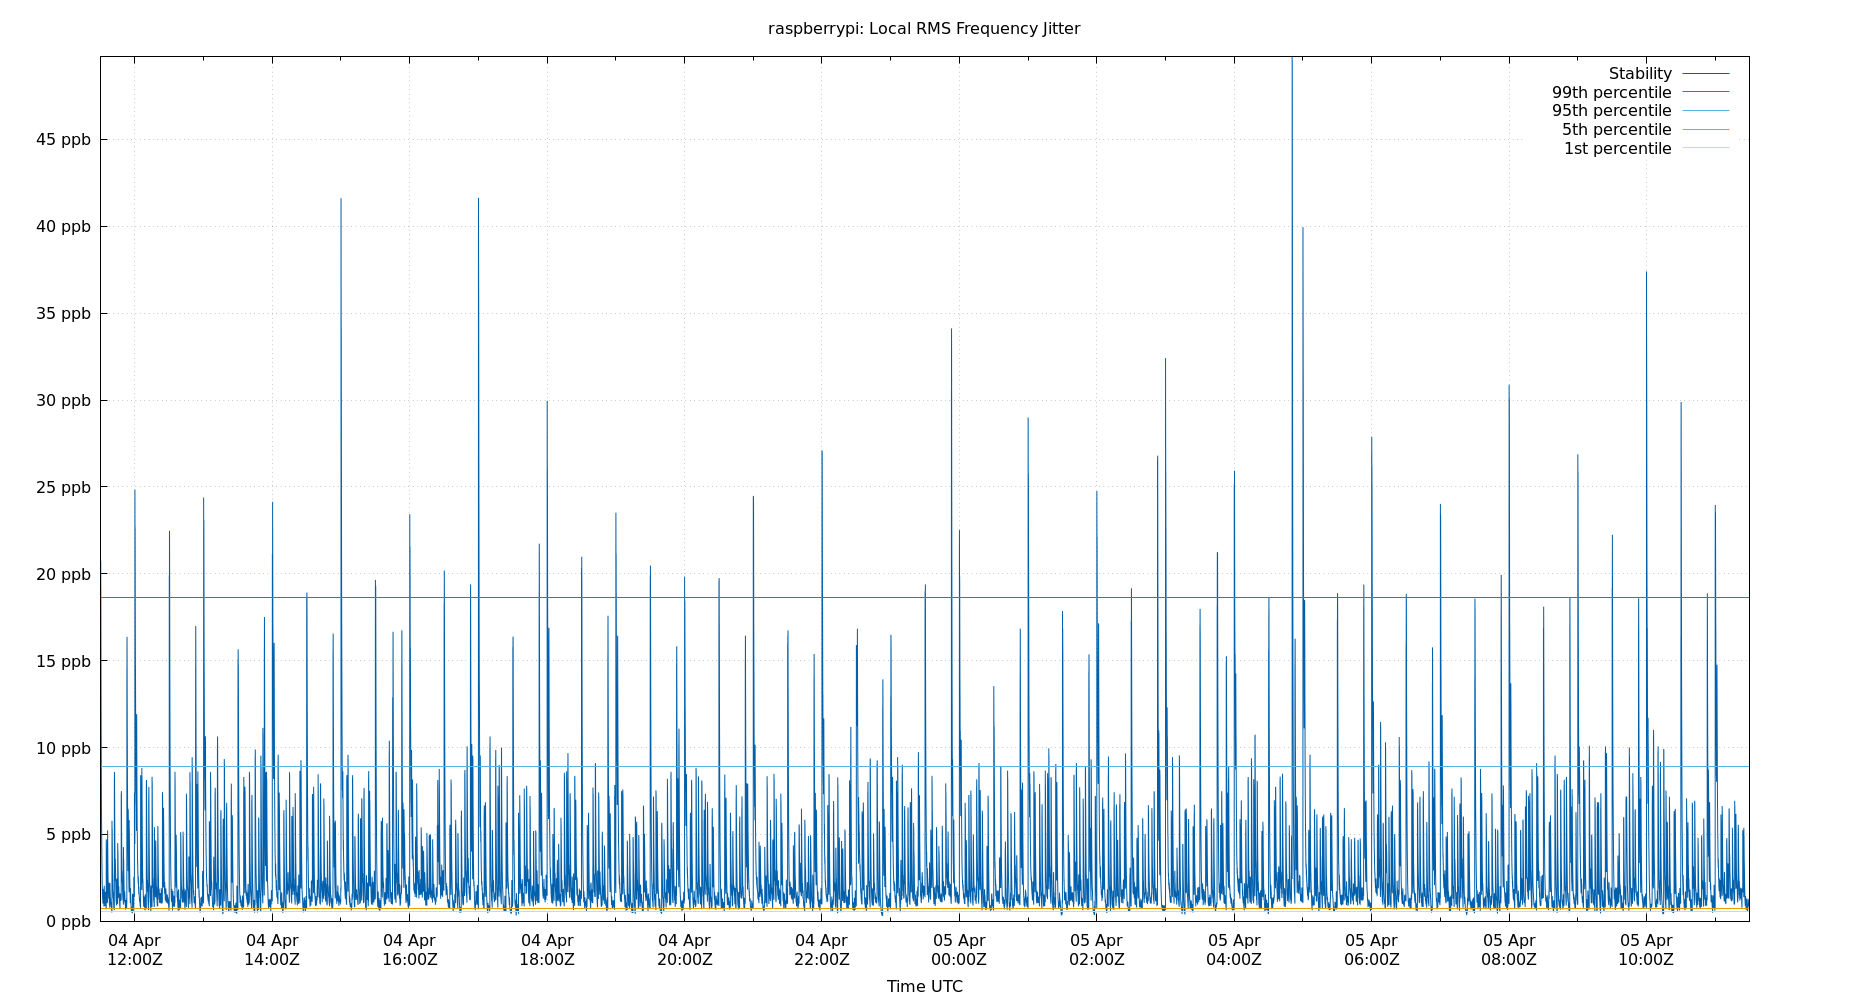 raspberrypi: Local RMS Frequency Jitter
Stability
99th percentile
95th percentile
5th percentile
1st percentile
45 ppb
40 ppb
35 ppb
30 ppb
25 ppb
20 ppb
15 ppb
10 ppb
5 ppb
0 ppb
04 Apr 04 Apr 04 Apr 04 Apr 04 Apr 04 Apr 05 Apr 05 Apr 05 Apr 05 Apr 05 Apr 05 Apr
12:00Z 14:00Z 16:00Z 18:00Z 20:00Z 22:00Z 00:00Z 02:00Z 04:00Z 06:00Z 08:00Z 10:00Z
Time UTC